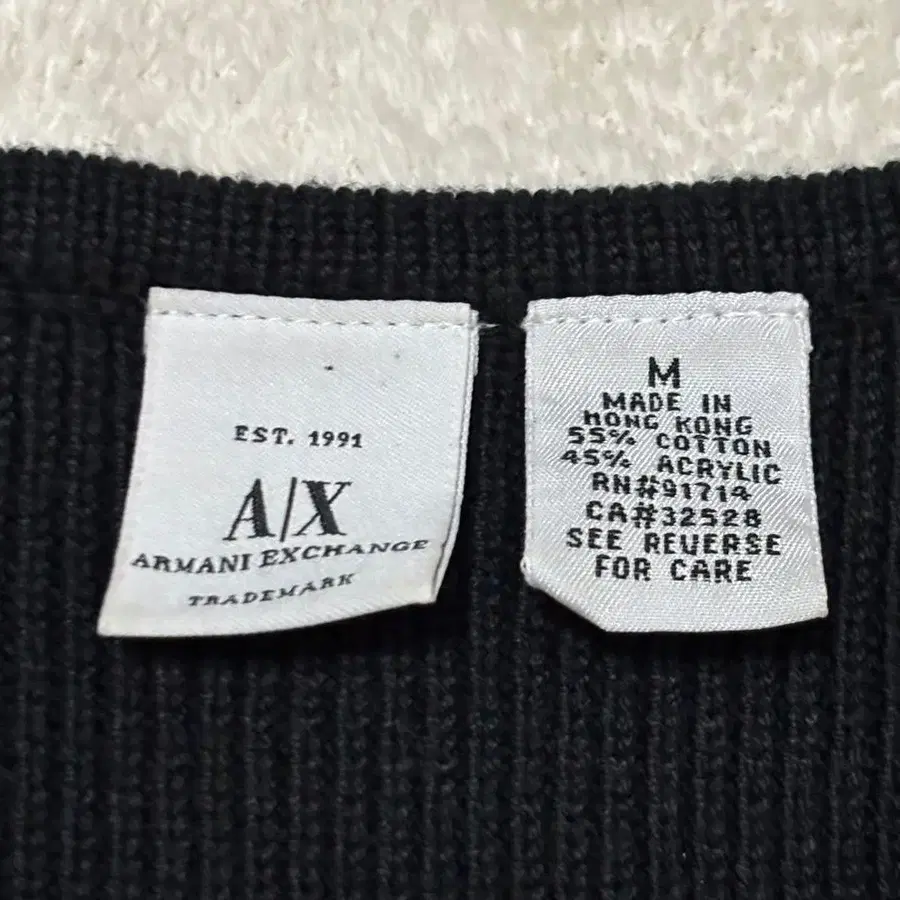 EST. 1991
A|X
ARMANI EXCHANGE
TRADEMARK
M
MADE IN
HONG KONG
55% COTTON
45% ACRYLIC
RN#91714
CA#32528
SEE REVERSE
FOR CARE